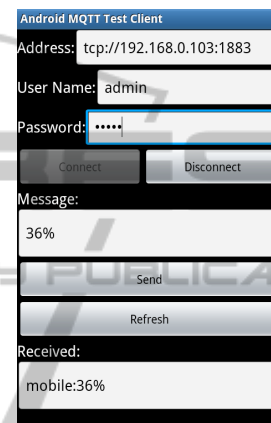 Android MQTT Test Client
Address: tcp://192.168.0.103:1883
User Name: admin
Password: •••••
Connect Disconnect
Message:
36%
Send
Refresh
Received:
mobile:36%